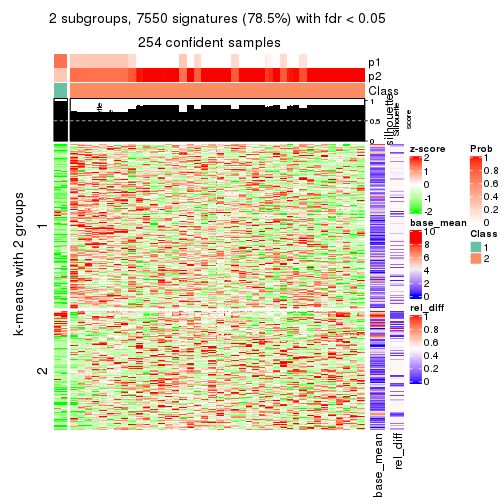 2 subgroups, 7550 signatures (78.5%) with fdr < 0.05
254 confident samples
p1
p2
Class
1
0.5
0
silhouette
Silhouette
score
k-means with 2 groups
1
2
z-score
2
1
0
-1
-2
base_mean
10
8
6
4
2
0
rel_diff
1
0.8
0.6
0.4
0.2
0
Prob
1
0.8
0.6
0.4
0.2
0
Class
1
2
base_mean
rel_diff